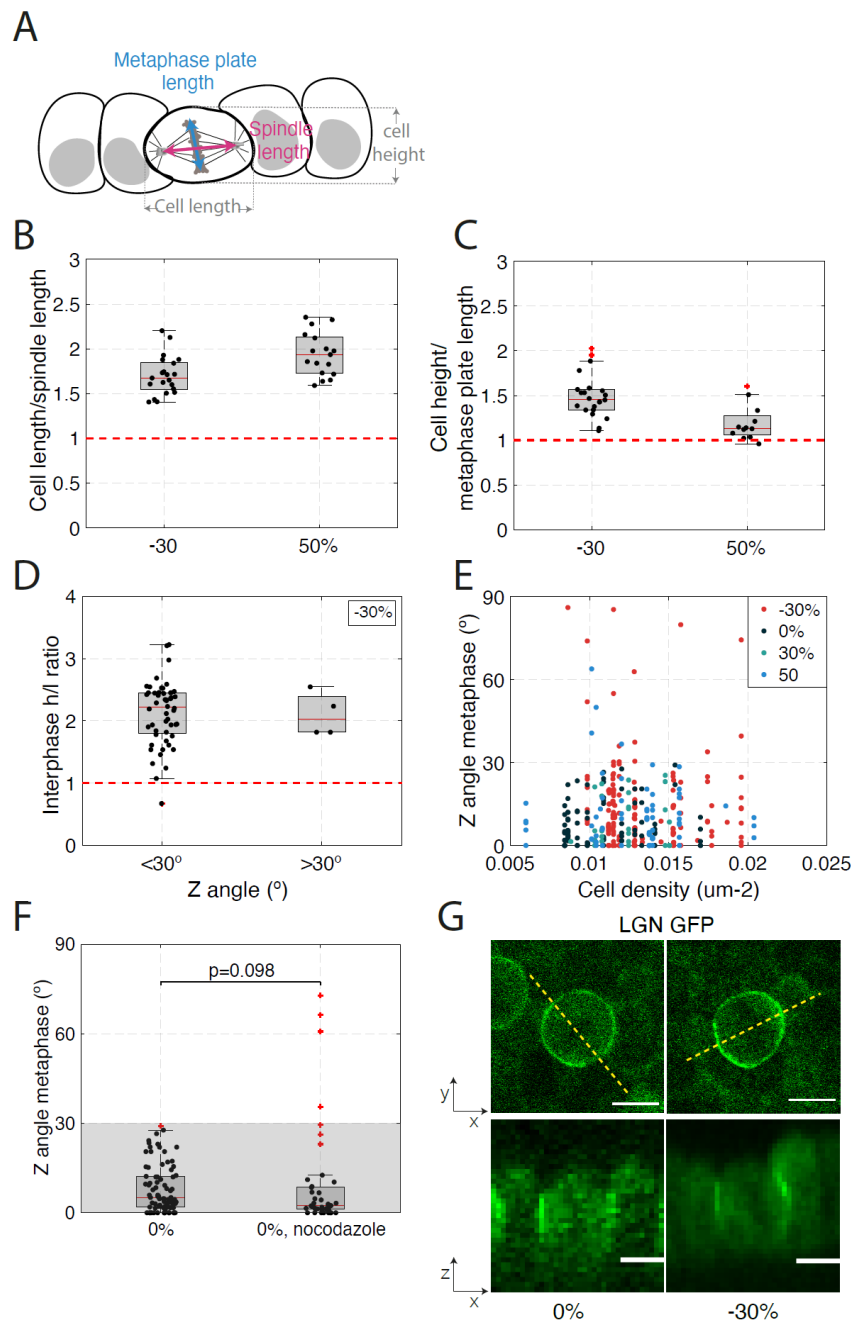 A
Metaphase plate
length
Spindle
length
cell
height
Cell length
B
Cell length/spindle length
3
2.5
2
1.5
1
0.5
0
-30
50%
C
Cell height/
metaphase plate length
3
2.5
2
1.5
1
0.5
0
-30
50%
D
Interphase h/l ratio
4
3
2
1
0
-30%
<30º
>30º
Z angle (º)
E
Z angle metaphase (º)
90
60
30
0
-30%
0%
30%
50
0.005
0.01
0.015
0.02
0.025
Cell density (um-2)
F
Z angle metaphase (º)
90
60
30
0
p=0.098
0%
0%, nocodazole
G
LGN GFP
y
x
z
x
0%
-30%